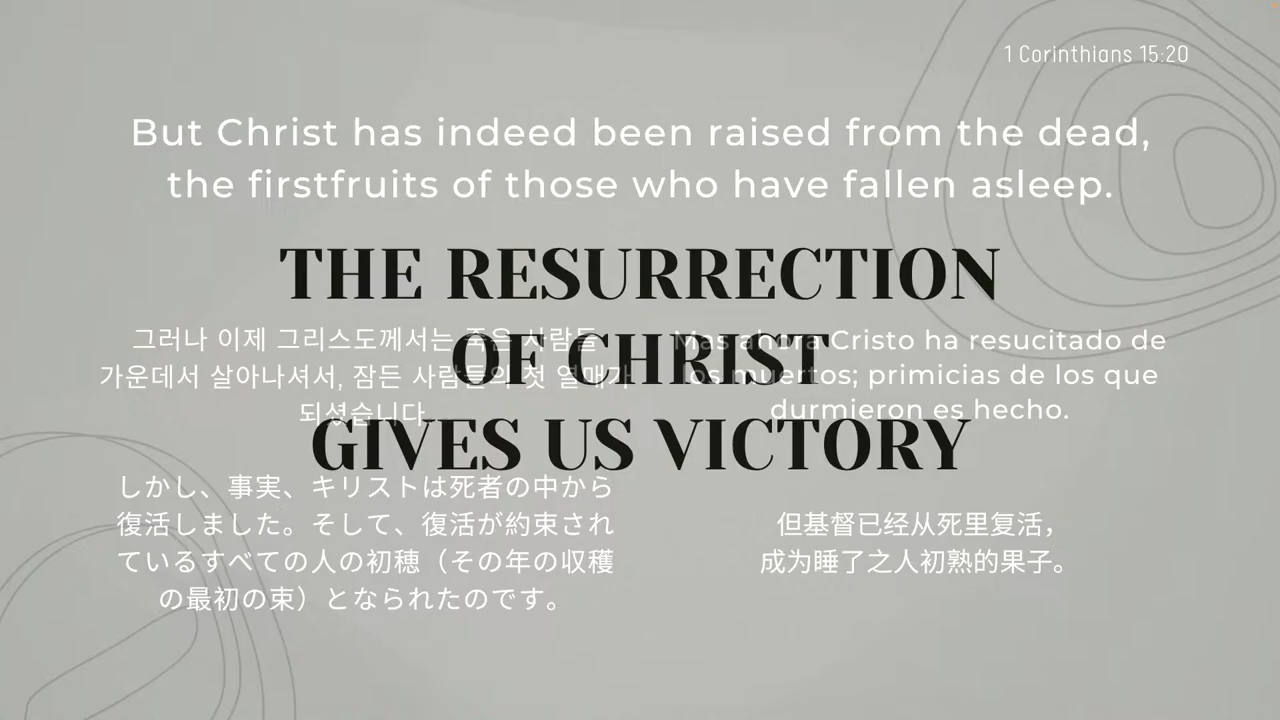 1 Corinthians 15:20
But Christ has indeed been raised from the dead,
the firstfruits of those who have fallen asleep.
THE RESURRECTION
OF CHRIST
GIVES US VICTORY
그러나 이제 그리스도께서는 죽은 사람들
가운데서 살아나셔서, 잠든 사람들의 첫 열매가
되셨습니다.
Mas ahora Cristo ha resucitado de
los muertos; primicias de los que
durmieron es hecho.
しかし、事実、キリストは死者の中から
復活しました。そして、復活が約束され
ているすべての人の初穂（その年の収穫
の最初の束）となられたのです。
但基督已经从死里复活，
成为睡了之人初熟的果子。